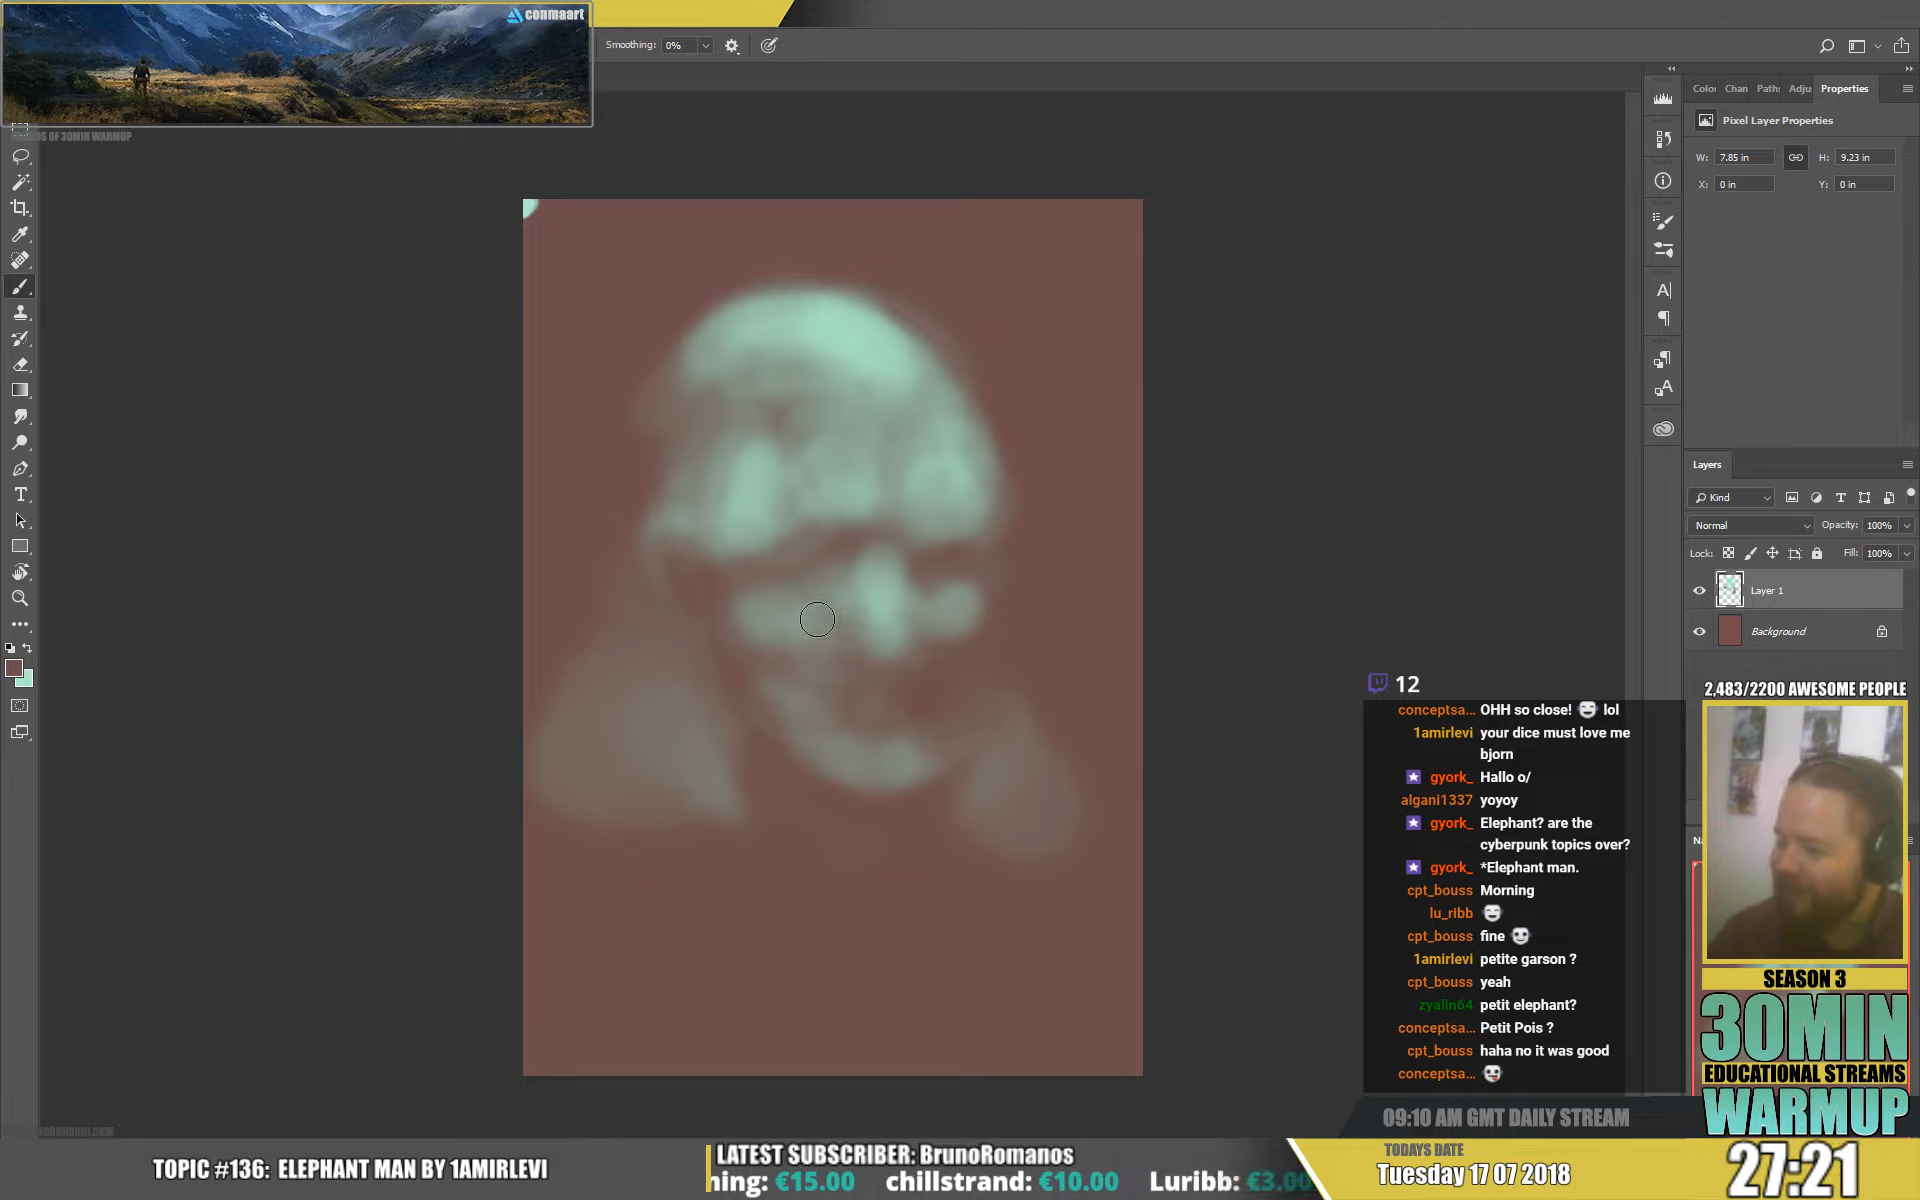 conmaart
Smoothing: 0%
S OF 30MIN WARMUP
Chan Paths Adju Properties
Pixel Layer Properties
W: 7.85 in H: 9.23 in
X: 0 in Y: 0 in
Layers
Kind
Normal Opacity: 100%
Lock: Fill: 100%
Layer 1
Background
2,483/2200 AWESOME PEOPLE
12
conceptsa... OHH so close! lol
1amirlevi your dice must love me
bjorn
gyork_ Hallo o/
algani1337 yoyoy
gyork_ Elephant? are the
cyberpunk topics over?
gyork_ *Elephant man.
cpt_bouss Morning
lu_ribb
cpt_bouss fine
1amirlevi petite garson ?
cpt_bouss yeah
zyalin64 petit elephant?
conceptsa... Petit Pois ?
cpt_bouss haha no it was good
conceptsa...
SEASON 3
30MIN
EDUCATIONAL STREAMS
WARMUP
09:10 AM GMT DAILY STREAM
TOPIC #136: ELEPHANT MAN BY 1AMIRLEVI
LATEST SUBSCRIBER: BrunoRomanos
ning: €15.00 chillstrand: €10.00 Luribb: €3.00
TODAYS DATE
Tuesday 17 07 2018
27:21